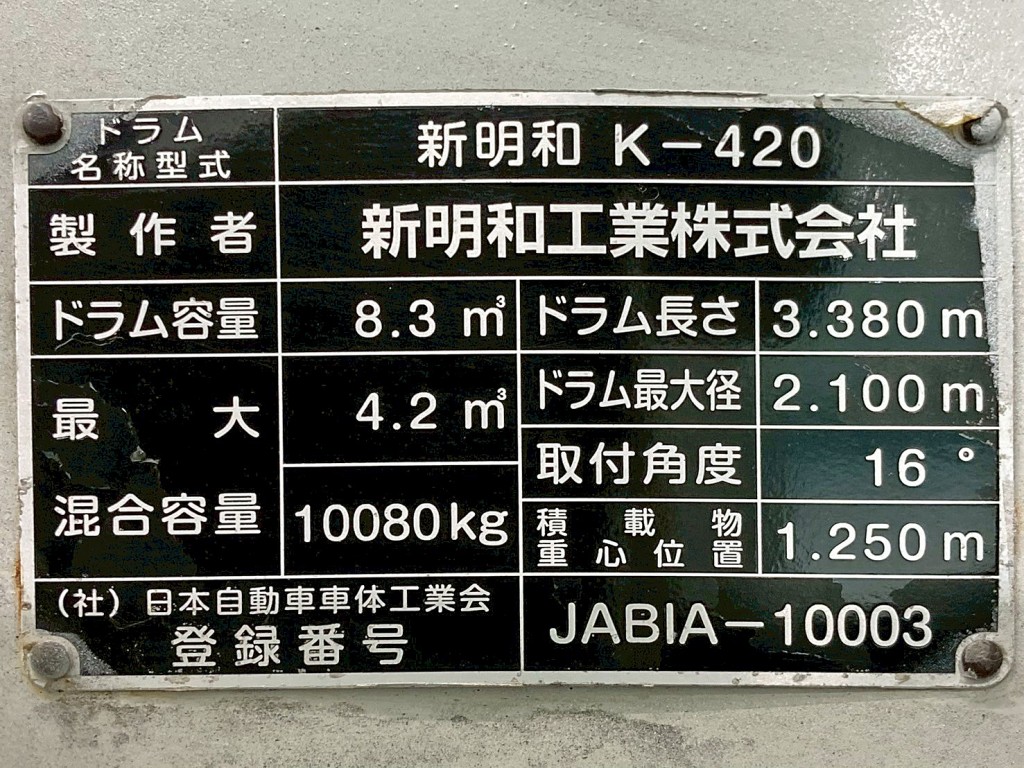 ドラム
名称型式
新明和 K-420
製作者
新明和工業株式会社
ドラム容量
8.3 m³
ドラム長さ
3.380 m
最大
混合容量
4.2 m³
10080kg
ドラム最大径
2.100 m
取付角度
16°
積載物
重心位置
1.250 m
(社)日本自動車車体工業会
登録番号
JABIA-10003